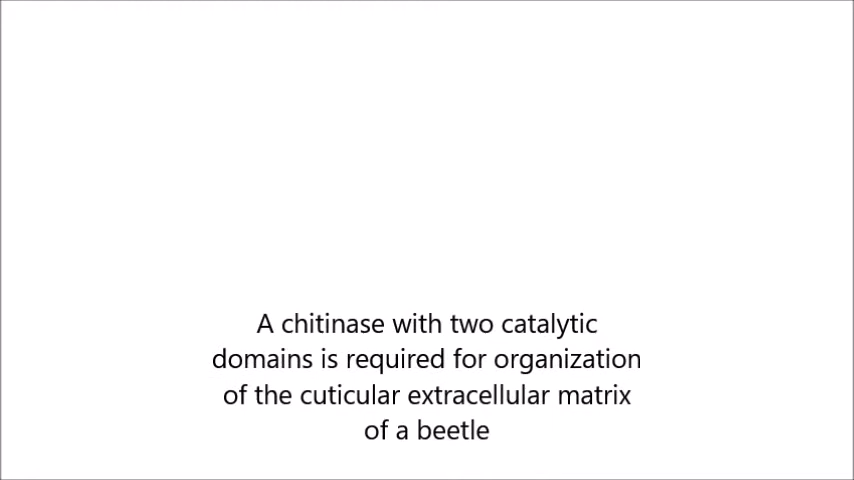 A chitinase with two catalytic
domains is required for organization
of the cuticular extracellular matrix
of a beetle